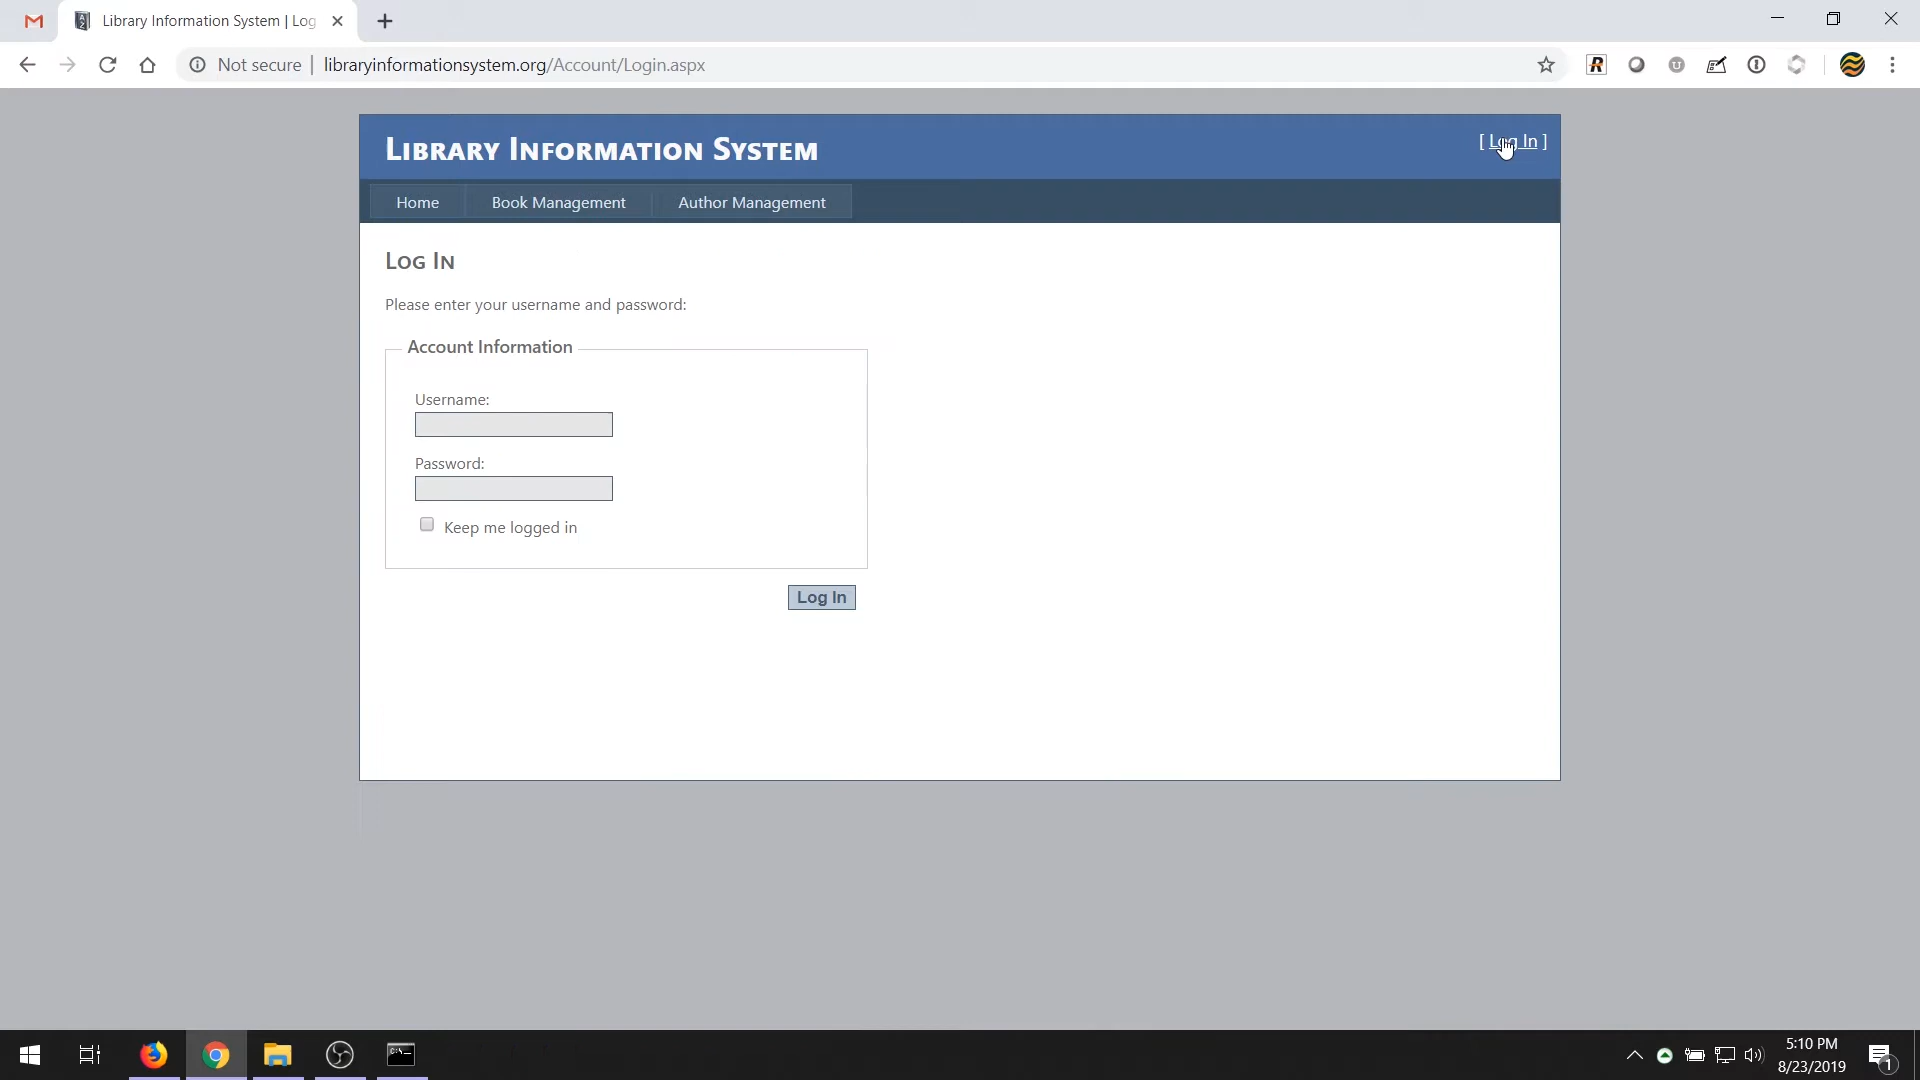 Library Information System | Log
Not secure | libraryinformationsystem.org/Account/Login.aspx
Library Information System
[ Log In ]
Home
Book Management
Author Management
Log In
Please enter your username and password:
Account Information
Username:
Password:
Keep me logged in
Log In
5:10 PM
8/23/2019
1